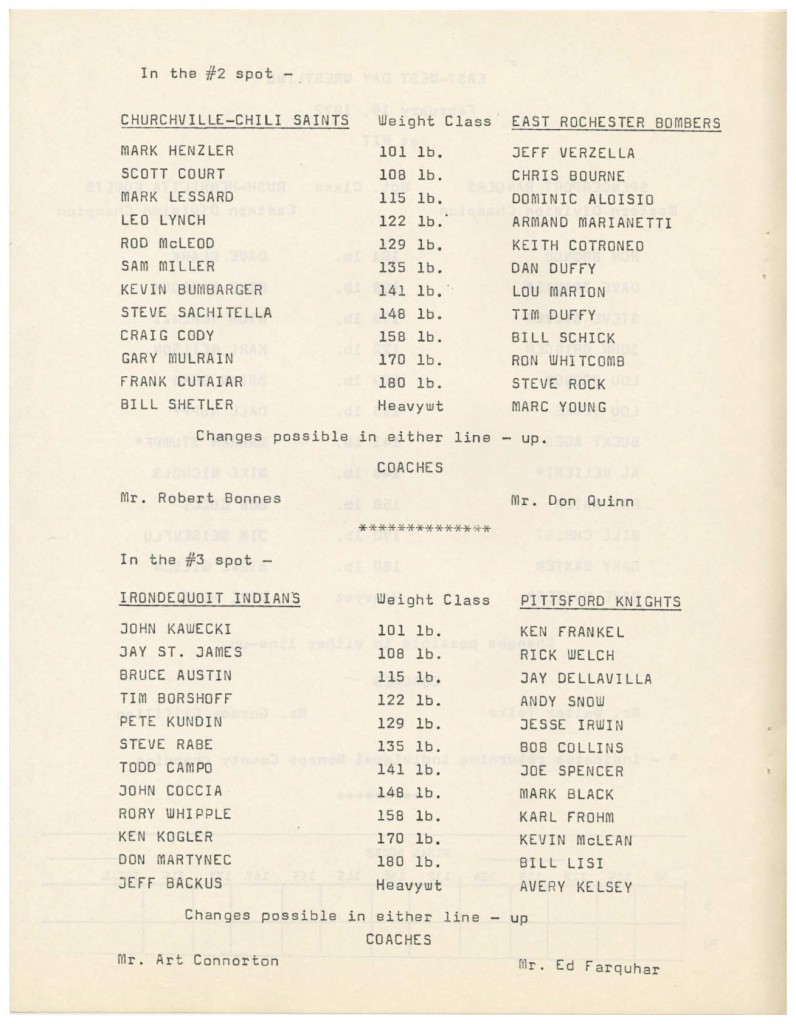 In the #2 spot —
CHURCHVILLE-CHILI SAINTS Weight Class EAST ROCHESTER BOMBERS
MARK HENZLER 101 lb. JEFF VERZELLA
SCOTT COURT 108 lb. CHRIS BOURNE
MARK LESSARD 115 lb. DOMINIC ALOISIO
LEO LYNCH 122 lb. ARMAND MARIANETTI
ROD McLEOD 129 lb. KEITH COTRONEO
SAM MILLER 135 lb. DAN DUFFY
KEVIN BUMBARGER 141 lb. LOU MARION
STEVE SACHITELLA 148 lb. TIM DUFFY
CRAIG CODY 158 lb. BILL SCHICK
GARY MULRAIN 170 lb. RON WHITCOMB
FRANK CUTAIAR 180 lb. STEVE ROCK
BILL SHETLER Heavywt MARC YOUNG
Changes possible in either line - up.
COACHES
Mr. Robert Bonnes Mr. Don Quinn
**************
In the #3 spot —
IRONDEQUOIT INDIAN'S Weight Class PITTSFORD KNIGHTS
JOHN KAWECKI 101 lb. KEN FRANKEL
JAY ST. JAMES 108 lb. RICK WELCH
BRUCE AUSTIN 115 lb. JAY DELLAVILLA
TIM BORSHOFF 122 lb. ANDY SNOW
PETE KUNDIN 129 lb. JESSE IRWIN
STEVE RABE 135 lb. BOB COLLINS
TODD CAMPO 141 lb. JOE SPENCER
JOHN COCCIA 148 lb. MARK BLACK
RORY WHIPPLE 158 lb. KARL FROHM
KEN KOGLER 170 lb. KEVIN McLEAN
DON MARTYNEC 180 lb. BILL LISI
JEFF BACKUS Heavywt AVERY KELSEY
Changes possible in either line - up
COACHES
Mr. Art Connorton Mr. Ed Farquhar